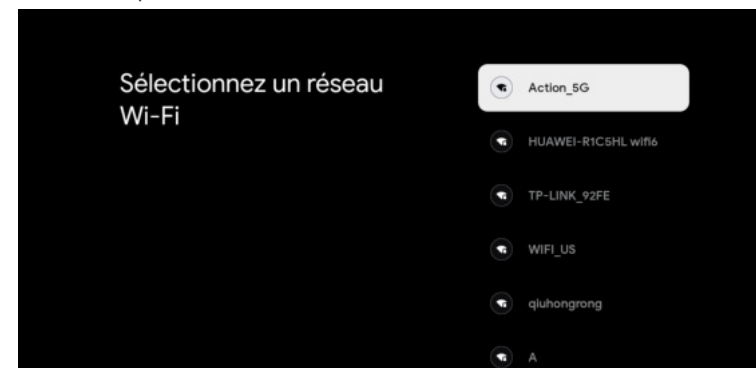 Sélectionnez un réseau
Wi-Fi
Action_5G
HUAWEI-R1C5HL wifi6
TP-LINK_92FE
WIFI_US
qiuhongrong
A